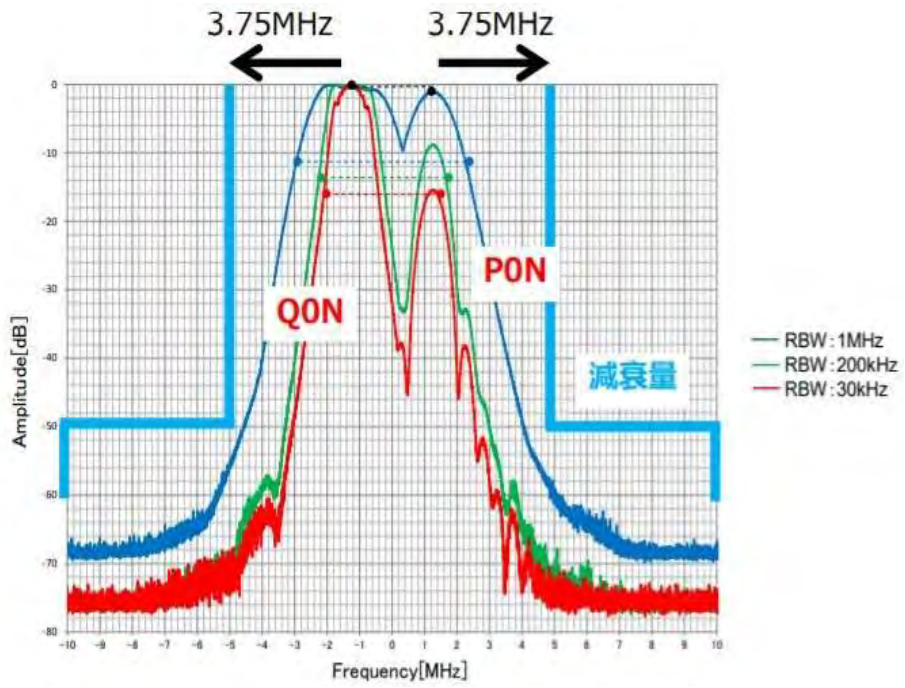 3.75MHz 3.75MHz
0
-10
-20
-30
-40
-50
-60
-70
-80
Amplitude[dB]
Q0N
P0N
減衰量
RBW:1MHz
RBW:200kHz
RBW:30kHz
-10 -9 -8 -7 -6 -5 -4 -3 -2 -1 0 1 2 3 4 5 6 7 8 9 10
Frequency[MHz]